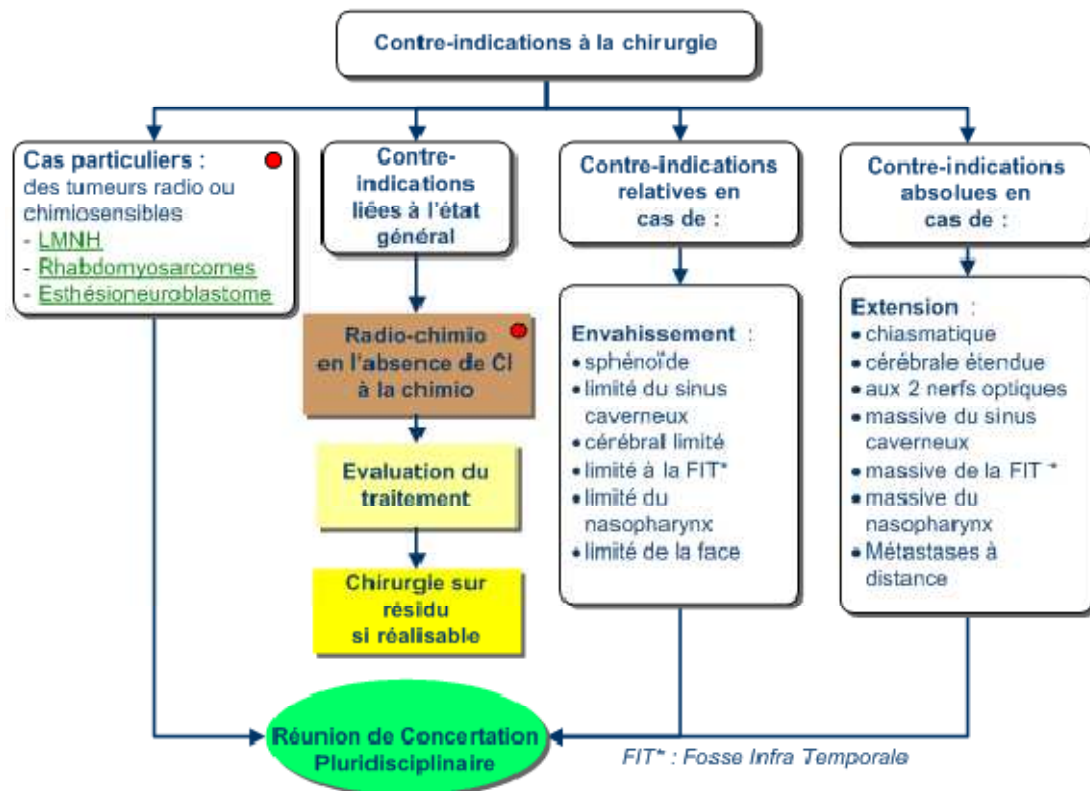 Contre-indications à la chirurgie
Cas particuliers :
des tumeurs radio ou
chimiosensibles
- LMNH
- Rhabdomyosarcomes
- Esthésioneuroblastome
Contre-
indications
liées à l'état
général
Radio-chimio
en l'absence de CI
à la chimio
Evaluation du
traitement
Chirurgie sur
résidu
si réalisable
Contre-indications
relatives en
cas de :
Envahissement :
• sphénoïde
• limité du sinus
caverneux
• cérébral limité
• limité à la FIT*
• limité du
nasopharynx
• limité de la face
Contre-indications
absolues en
cas de :
Extension :
• chiasmatique
• cérébrale étendue
• aux 2 nerfs optiques
• massive du sinus
caverneux
• massive de la FIT *
• massive du
nasopharynx
• Métastases à
distance
Réunion de Concertation
Pluridisciplinaire
FIT* : Fosse Infra Temporale